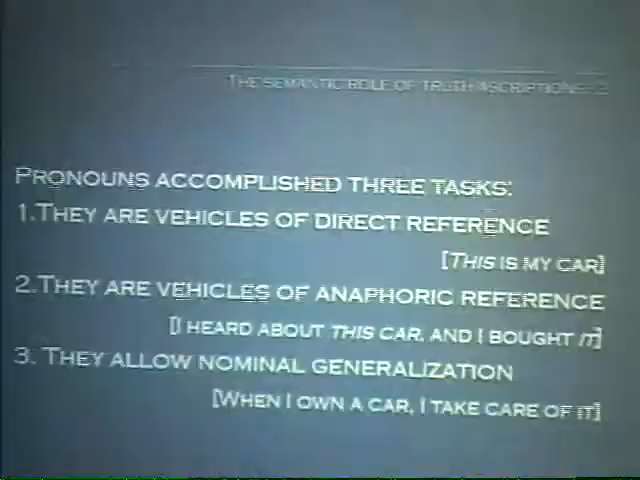 THE SEMANTIC ROLE OF TRUTH ASCRIPTIONS - 2
PRONOUNS ACCOMPLISHED THREE TASKS:
1.THEY ARE VEHICLES OF DIRECT REFERENCE
[THIS IS MY CAR]
2.THEY ARE VEHICLES OF ANAPHORIC REFERENCE
[I HEARD ABOUT THIS CAR, AND I BOUGHT IT]
3. THEY ALLOW NOMINAL GENERALIZATION
[WHEN I OWN A CAR, I TAKE CARE OF IT]